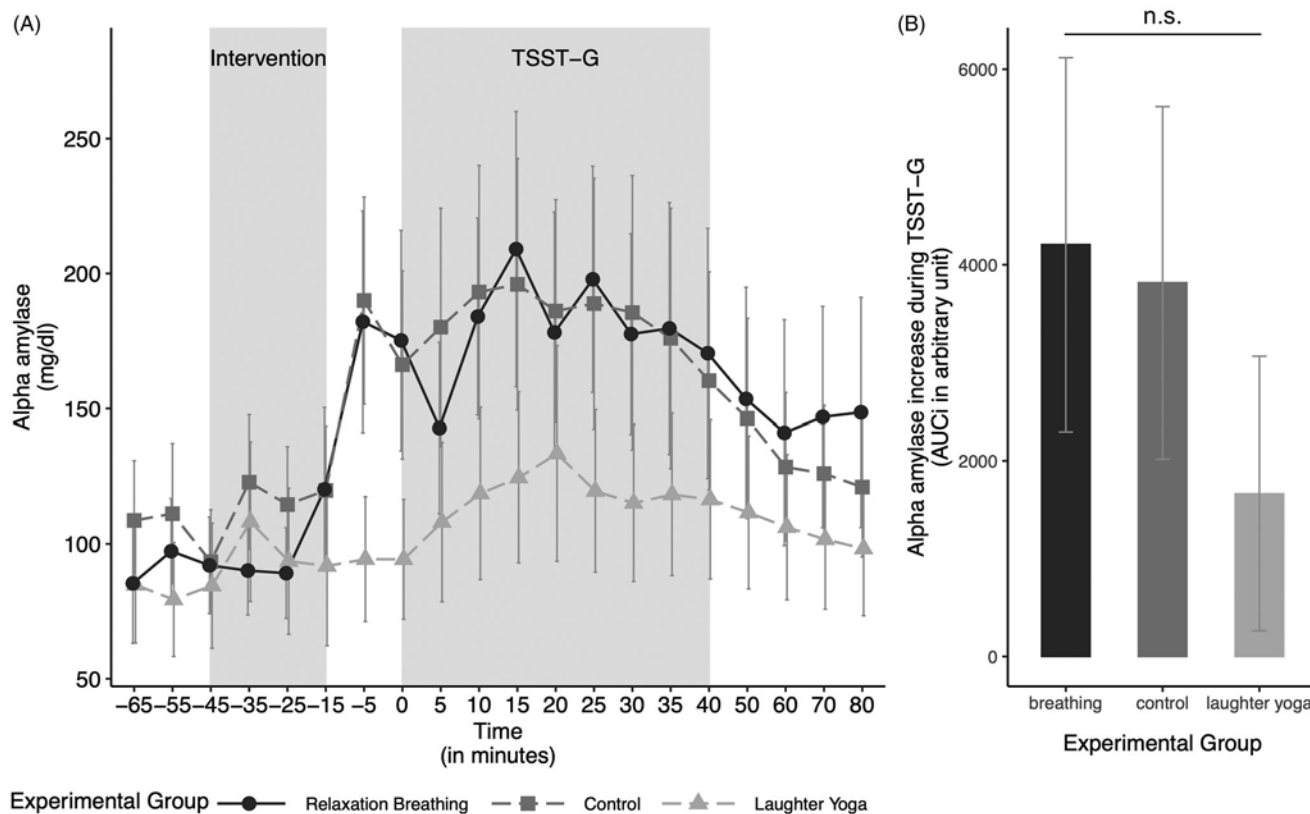 (A)
Intervention
TSST−G
Alpha amylase
(mg/dl)
250
200
150
100
50
−65 −55 −45 −35 −25 −15 −5 0 5 10 15 20 25 30 35 40 50 60 70 80
Time
(in minutes)
(B)
n.s.
Alpha amylase increase during TSST−G
(AUCi in arbitrary unit)
6000
4000
2000
0
breathing control laughter yoga
Experimental Group
Experimental Group Relaxation Breathing Control Laughter Yoga